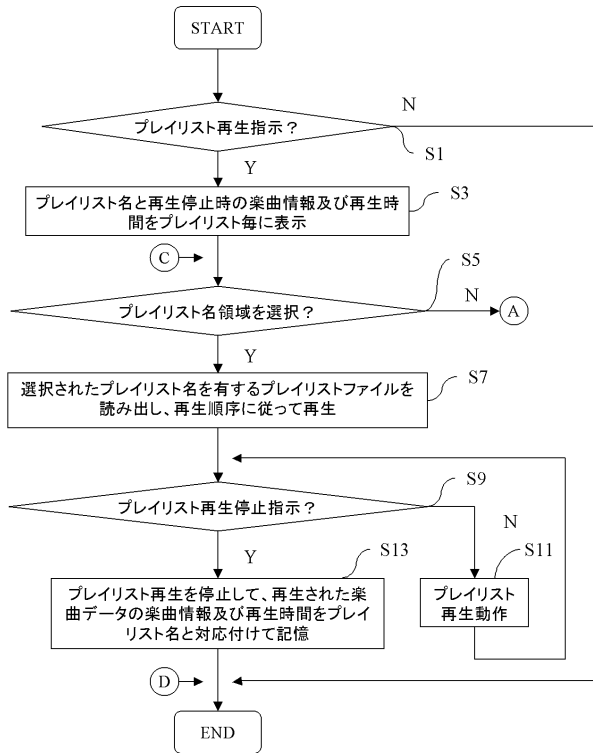 START
プレイリスト再生指示？
N
S1
Y
プレイリスト名と再生停止時の楽曲情報及び再生時
間をプレイリスト毎に表示
S3
C
プレイリスト名領域を選択？
S5
N
A
Y
選択されたプレイリスト名を有するプレイリストファイルを
読み出し、再生順序に従って再生
S7
プレイリスト再生停止指示？
S9
N
Y
S13
S11
プレイリスト再生を停止して、再生された楽
曲データの楽曲情報及び再生時間をプレイ
リスト名と対応付けて記憶
プレイリスト
再生動作
D
END